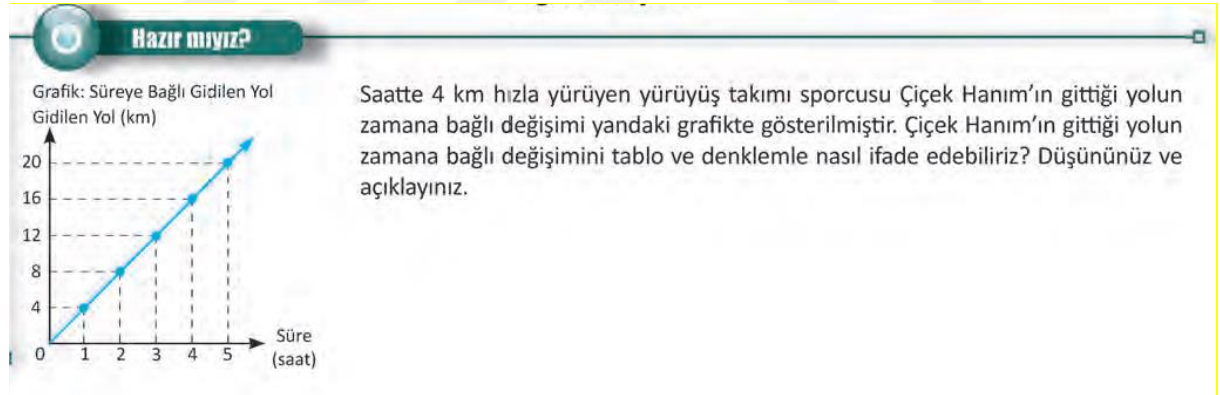 Hazır mıyız?
Grafik: Süreye Bağlı Gidilen Yol
Gidilen Yol (km)
20
16
12
8
4
0 1 2 3 4 5
Süre
(saat)
Saatte 4 km hızla yürüyen yürüyüş takımı sporcusu Çiçek Hanım’ın gittiği yolun
zamana bağlı değişimi yandaki grafikte gösterilmiştir. Çiçek Hanım’ın gittiği yolun
zamana bağlı değişimini tablo ve denklemle nasıl ifade edebiliriz? Düşününüz ve
açıklayınız.